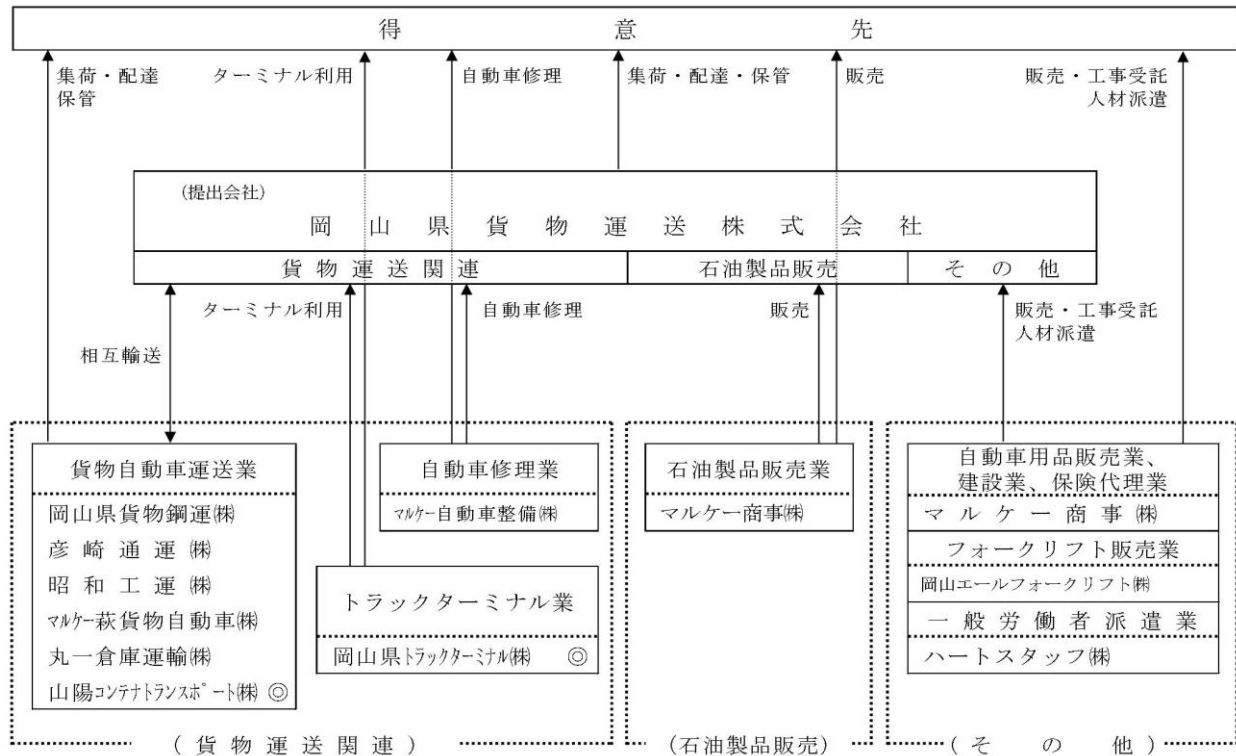 得意先
集荷・配達
保管
ターミナル利用
自動車修理
集荷・配達・保管
販売
販売・工事受託
人材派遣
(提出会社)
岡山県貨物運送株式会社
貨物運送関連
石油製品販売
その他
ターミナル利用
自動車修理
販売
販売・工事受託
人材派遣
相互輸送
貨物自動車運送業
岡山県貨物鋼運㈱
彦崎通運㈱
昭和工運㈱
マルケー萩貨物自動車㈱
丸一倉庫運輸㈱
山陽コンテナトランスポート㈱ ◎
自動車修理業
マルケー自動車整備㈱
トラックターミナル業
岡山県トラックターミナル㈱ ◎
石油製品販売業
マルケー商事㈱
自動車用品販売業、
建設業、保険代理業
マルケー商事㈱
フォークリフト販売業
岡山エールフォークリフト㈱
一般労働者派遣業
ハートスタッフ㈱
(貨物運送関連)
(石油製品販売)
(その他)